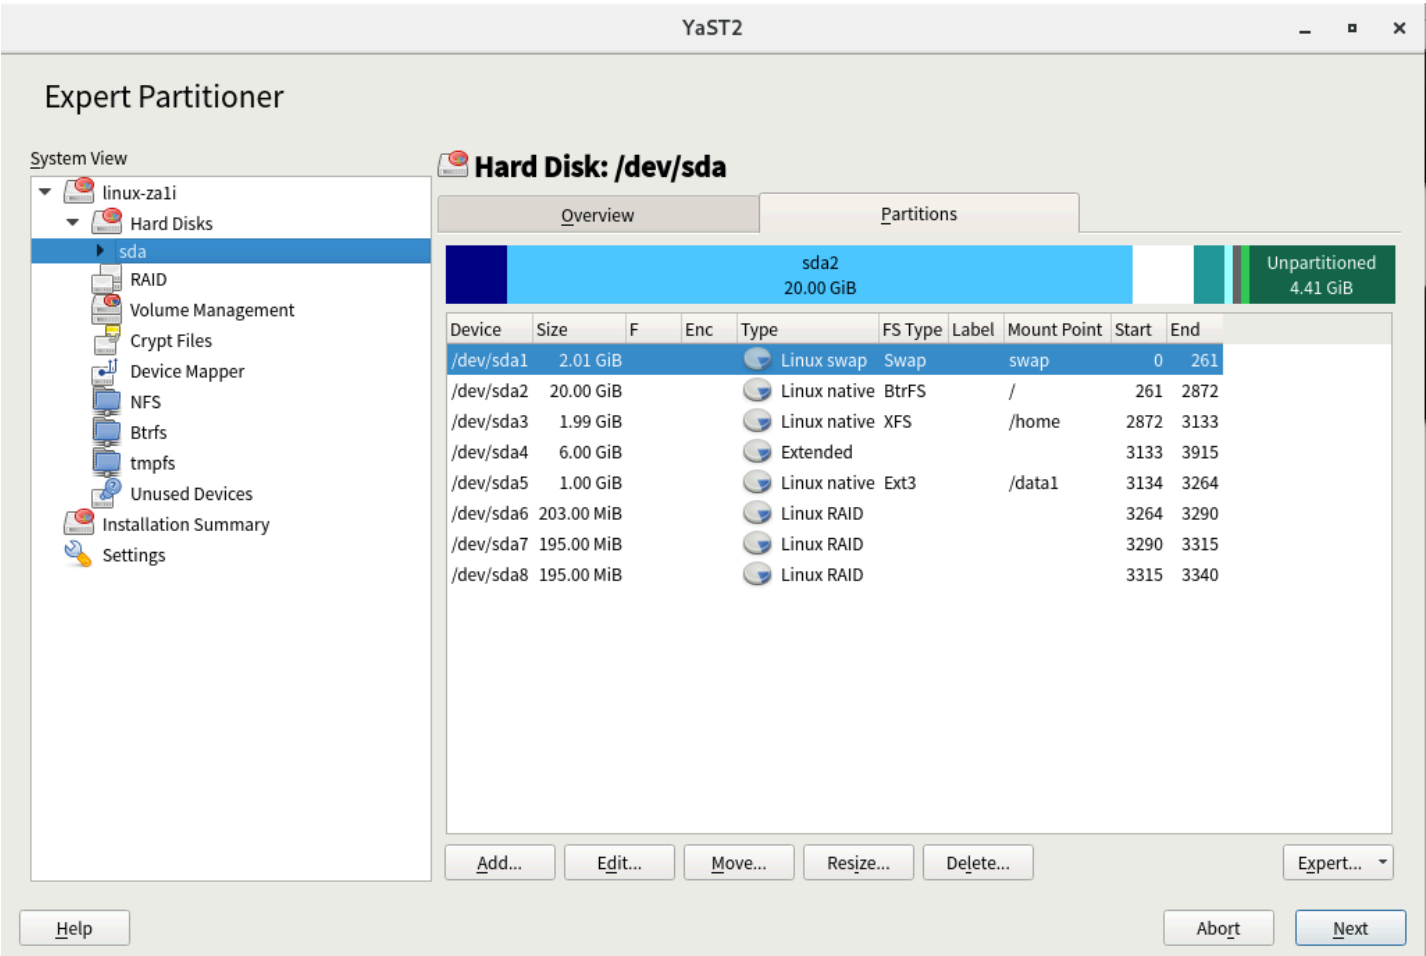 YaST2
Expert Partitioner
System View
linux-za1i
Hard Disks
sda
RAID
Volume Management
Crypt Files
Device Mapper
NFS
Btrfs
tmpfs
Unused Devices
Installation Summary
Settings
Hard Disk: /dev/sda
Overview Partitions
sda2
20.00 GiB
Unpartitioned
4.41 GiB
Device Size F Enc Type FS Type Label Mount Point Start End
/dev/sda1 2.01 GiB Linux swap Swap swap 0 261
/dev/sda2 20.00 GiB Linux native BtrFS / 261 2872
/dev/sda3 1.99 GiB Linux native XFS /home 2872 3133
/dev/sda4 6.00 GiB Extended 3133 3915
/dev/sda5 1.00 GiB Linux native Ext3 /data1 3134 3264
/dev/sda6 203.00 MiB Linux RAID 3264 3290
/dev/sda7 195.00 MiB Linux RAID 3290 3315
/dev/sda8 195.00 MiB Linux RAID 3315 3340
Add... Edit... Move... Resize... Delete... Expert...
Help Abort Next